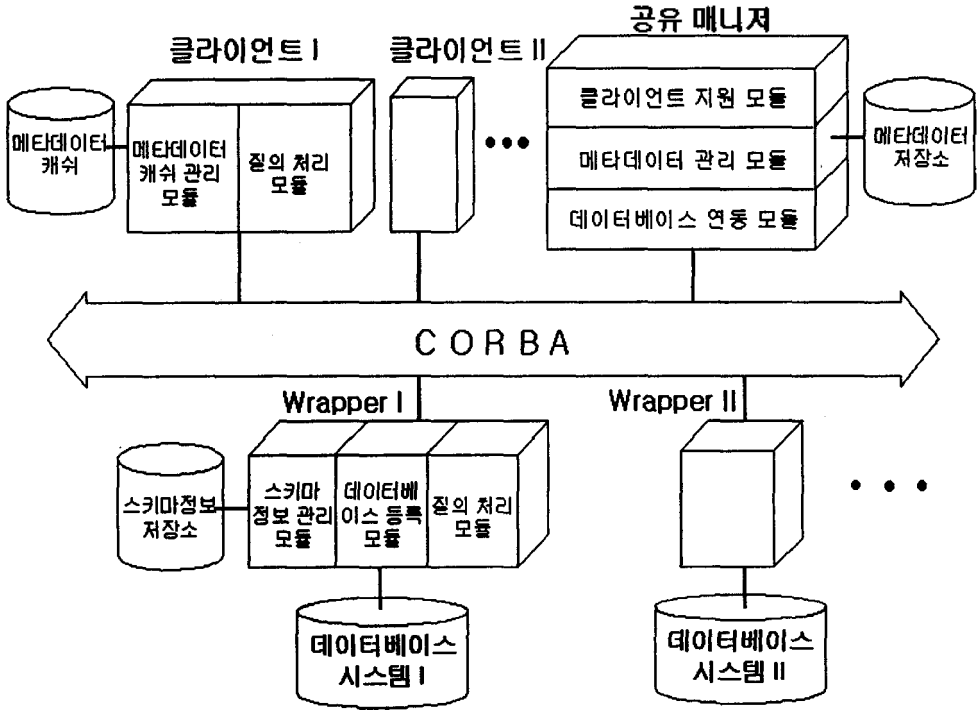 공유 매니져
클라이언트 I
클라이언트 II
클라이언트 지원 모듈
메타데이터 관리 모듈
데이터베이스 연동 모듈
메타데이터
저장소
메타데이터
캐쉬
메타데이터
캐쉬 관리
모듈
질의 처리
모듈
CORBA
Wrapper I
Wrapper II
스키마정보
저장소
스키마
정보 관리
모듈
데이터베
이스 등록
모듈
질의 처리
모듈
데이터베이스
시스템 I
데이터베이스
시스템 II